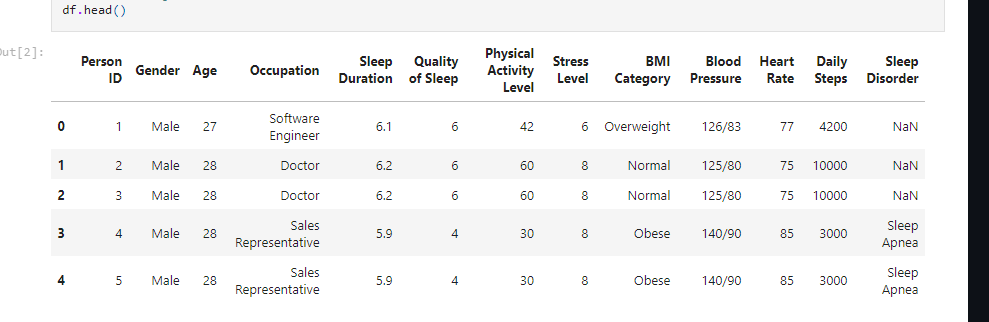 df.head()
Out[2]:
Person ID Gender Age Occupation Sleep Duration Quality of Sleep Physical Activity Level Stress Level BMI Category Blood Pressure Heart Rate Daily Steps Sleep Disorder
0 1 Male 27 Software Engineer 6.1 6 42 6 Overweight 126/83 77 4200 NaN
1 2 Male 28 Doctor 6.2 6 60 8 Normal 125/80 75 10000 NaN
2 3 Male 28 Doctor 6.2 6 60 8 Normal 125/80 75 10000 NaN
3 4 Male 28 Sales Representative 5.9 4 30 8 Obese 140/90 85 3000 Sleep Apnea
4 5 Male 28 Sales Representative 5.9 4 30 8 Obese 140/90 85 3000 Sleep Apnea